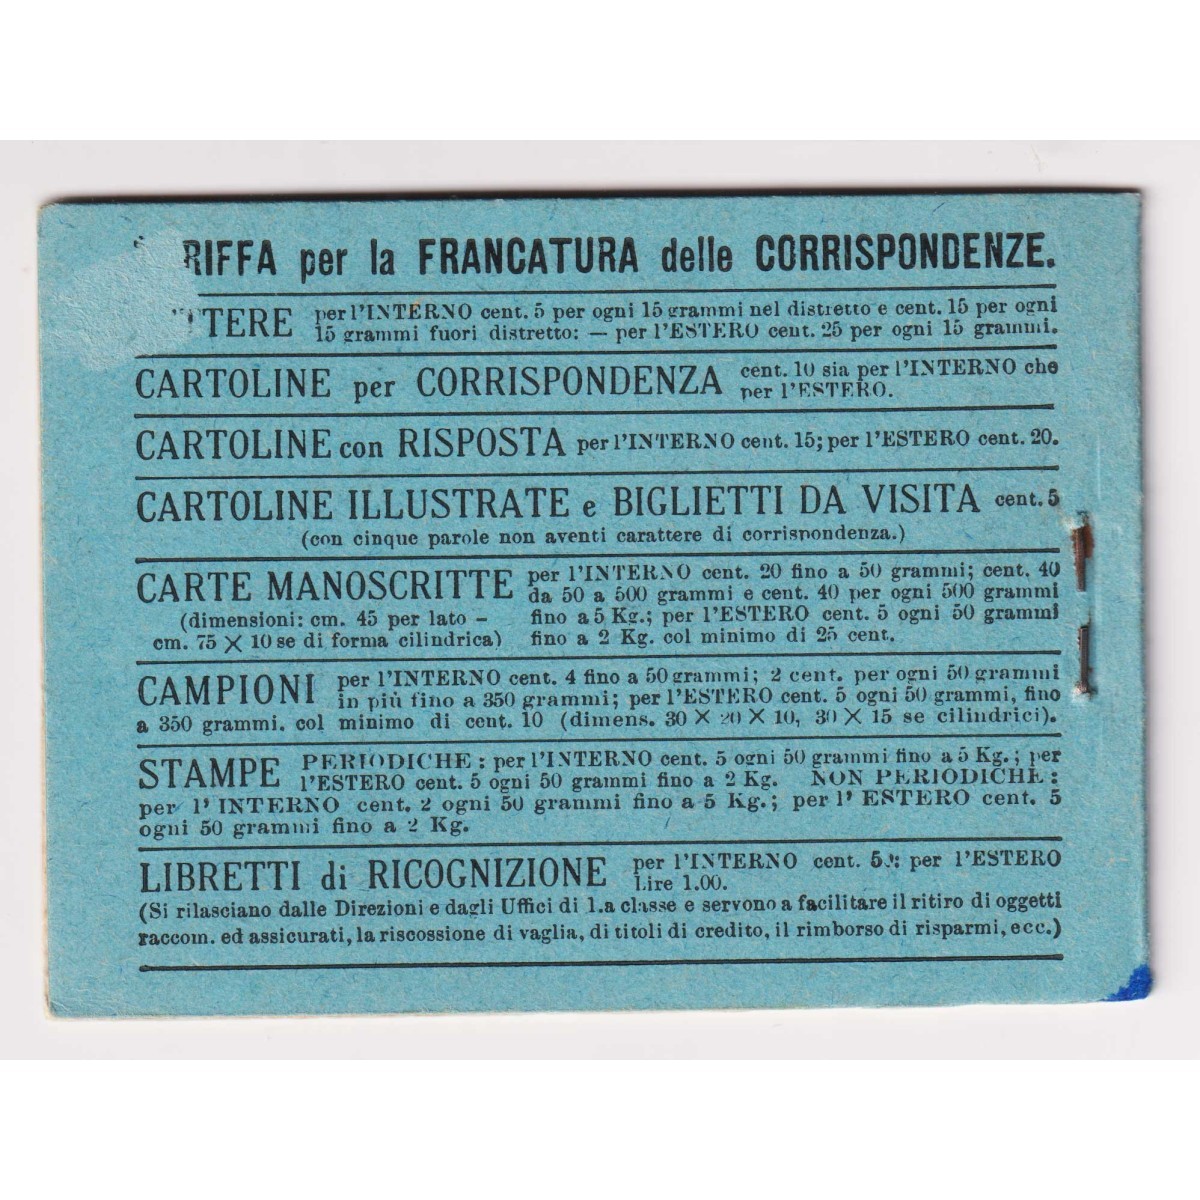 RIFFA per la FRANCATURA delle CORRISPONDENZE.
TERE per l'INTERNO cent. 5 per ogni 15 grammi nel distretto e cent. 15 per ogni
15 grammi fuori distretto: — per l'ESTERO cent. 25 per ogni 15 grammi.
CARTOLINE per CORRISPONDENZA cent. 10 sia per l'INTERNO che
per l'ESTERO.
CARTOLINE con RISPOSTA per l'INTERNO cent. 15; per l'ESTERO cent. 20.
CARTOLINE ILLUSTRATE e BIGLIETTI DA VISITA cent. 5
(con cinque parole non aventi carattere di corrispondenza.)
CARTE MANOSCRITTE per l'INTERNO cent. 20 fino a 50 grammi; cent. 40
da 50 a 500 grammi e cent. 40 per ogni 500 grammi
(dimensioni: cm. 45 per lato - fino a 5 Kg.; per l'ESTERO cent. 5 ogni 50 grammi
cm. 75 × 10 se di forma cilindrica) fino a 2 Kg. col minimo di 25 cent.
CAMPIONI per l'INTERNO cent. 4 fino a 50 grammi; 2 cent. per ogni 50 grammi
in più fino a 350 grammi; per l'ESTERO cent. 5 ogni 50 grammi, fino
a 350 grammi. col minimo di cent. 10 (dimens. 30 × 20 × 10, 30 × 15 se cilindrici).
STAMPE PERIODICHE: per l'INTERNO cent. 5 ogni 50 grammi fino a 5 Kg.; per
l'ESTERO cent. 5 ogni 50 grammi fino a 2 Kg. NON PERIODICHE:
per l'INTERNO cent. 2 ogni 50 grammi fino a 5 Kg.; per l'ESTERO cent. 5
ogni 50 grammi fino a 2 Kg.
LIBRETTI di RICOGNIZIONE per l'INTERNO cent. per l'ESTERO
Lire 1.00.
(Si rilasciano dalle Direzioni e dagli Uffici di 1.a classe e servono a facilitare il ritiro di oggetti
raccom. ed assicurati, la riscossione di vaglia, di titoli di credito, il rimborso di risparmi, ecc.)